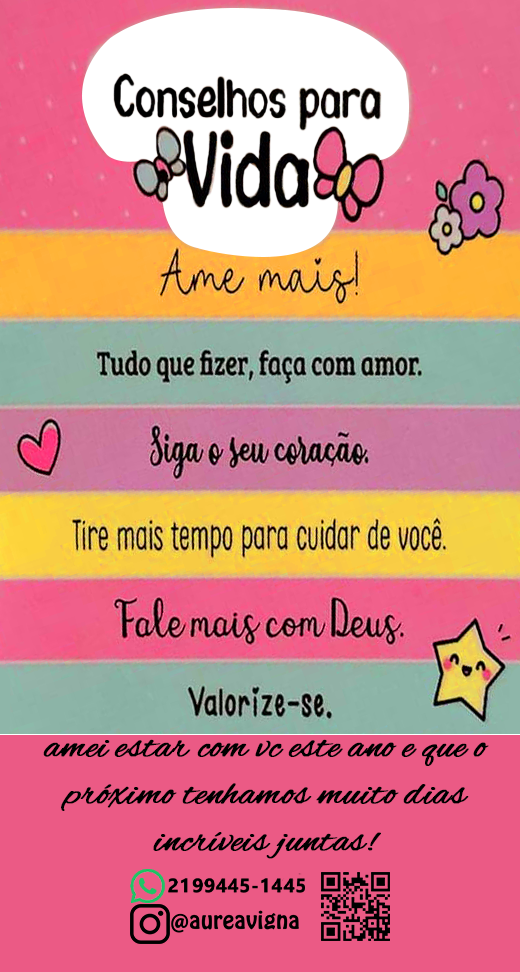 Conselhos para
Vida
Ame mais!
Tudo que fizer, faça com amor.
Siga o seu coração.
Tire mais tempo para cuidar de você.
Fale mais com Deus.
Valorize-se.
amei estar com vc este ano e que o
próximo tenhamos muito dias
incríveis juntas!
2199445-1445
@aureavigna